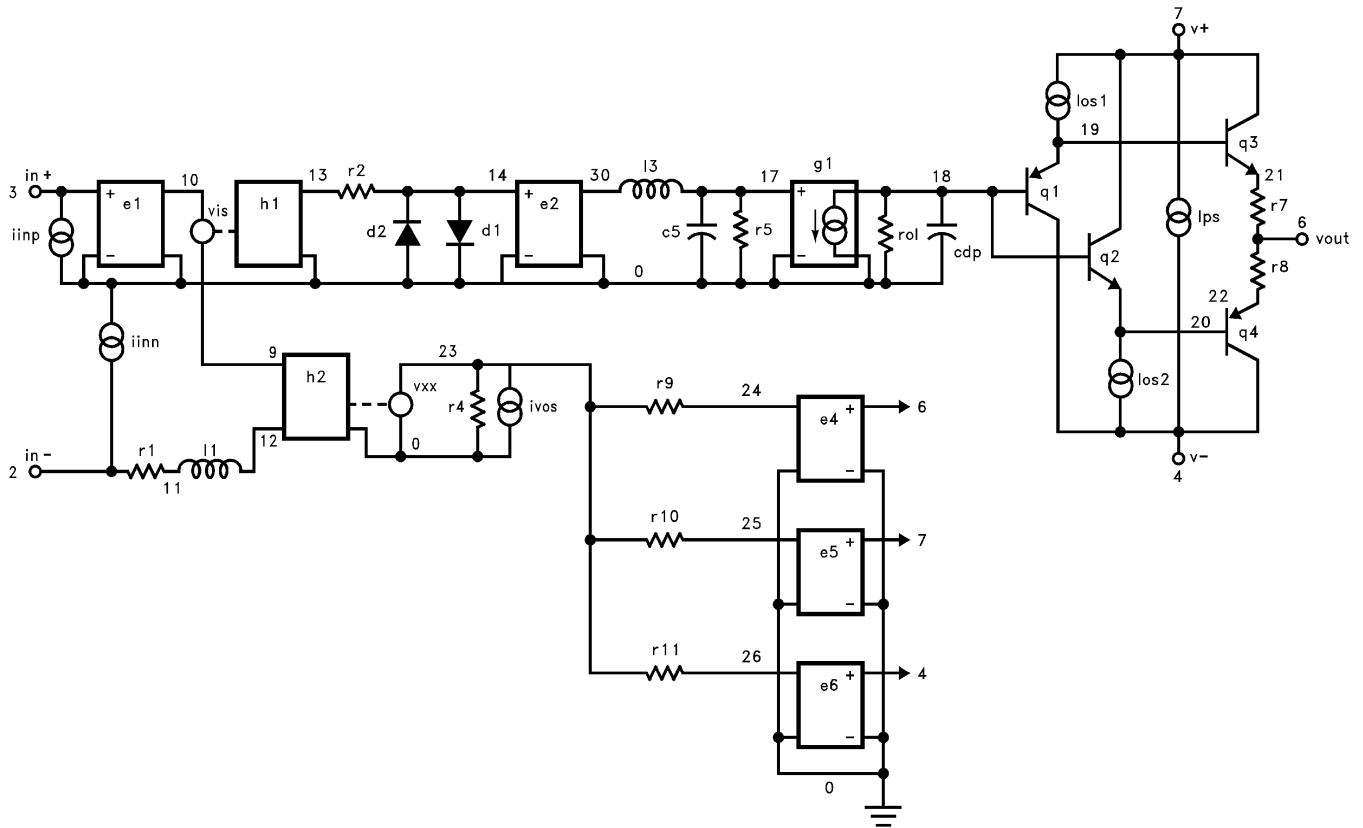 7
v+
Ios1
19
q3
in+
3
10
13
r2
14
30
l3
17
g1
18
21
e1
vis
h1
e2
q1
r7
iinp
d2
d1
c5
r5
rol
cdp
Ips
6
vout
q2
0
r8
22
iinn
20
q4
9
h2
23
vxx
r4
ivos
r9
24
e4
6
Ios2
0
12
in-
2
r1
l1
11
v-
4
r10
25
e5
7
r11
26
e6
4
0
+
-
+
-
+
-
+
-
+
-
+
-